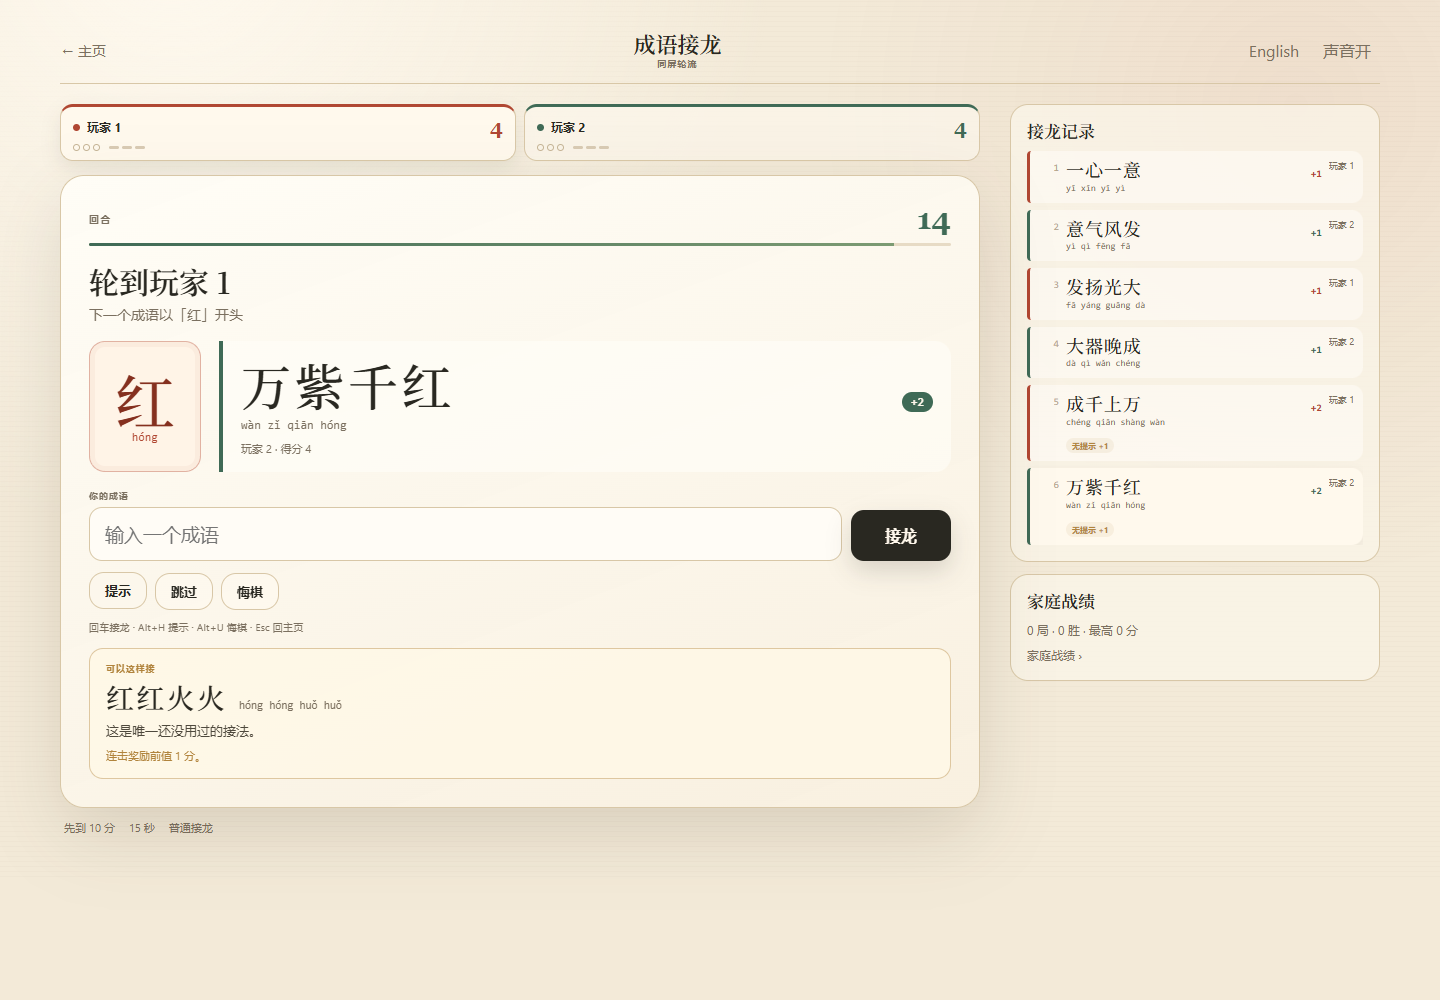 ← 主页
成语接龙
同屏轮流
English 声音开
玩家 1
4
玩家 2
4
回合
14
轮到玩家 1
下一个成语以「红」开头
红
hóng
万紫千红
wàn zǐ qiān hóng
玩家 2 · 得分 4
+2
你的成语
输入一个成语
接龙
提示 跳过 悔棋
回车接龙 · Alt+H 提示 · Alt+U 悔棋 · Esc 回主页
可以这样接
红红火火 hóng hóng huǒ huǒ
这是唯一还没用过的接法。
连击奖励前值 1 分。
先到 10 分 15 秒 普通接龙
接龙记录
1 一心一意 +1 玩家 1
yī xīn yī yì
2 意气风发 +1 玩家 2
yì qì fēng fā
3 发扬光大 +1 玩家 1
fā yáng guāng dà
4 大器晚成 +1 玩家 2
dà qì wǎn chéng
5 成千上万 +2 玩家 1
chéng qiān shàng wàn
无提示 +1
6 万紫千红 +2 玩家 2
wàn zǐ qiān hóng
无提示 +1
家庭战绩
0 局 · 0 胜 · 最高 0 分
家庭战绩 ›